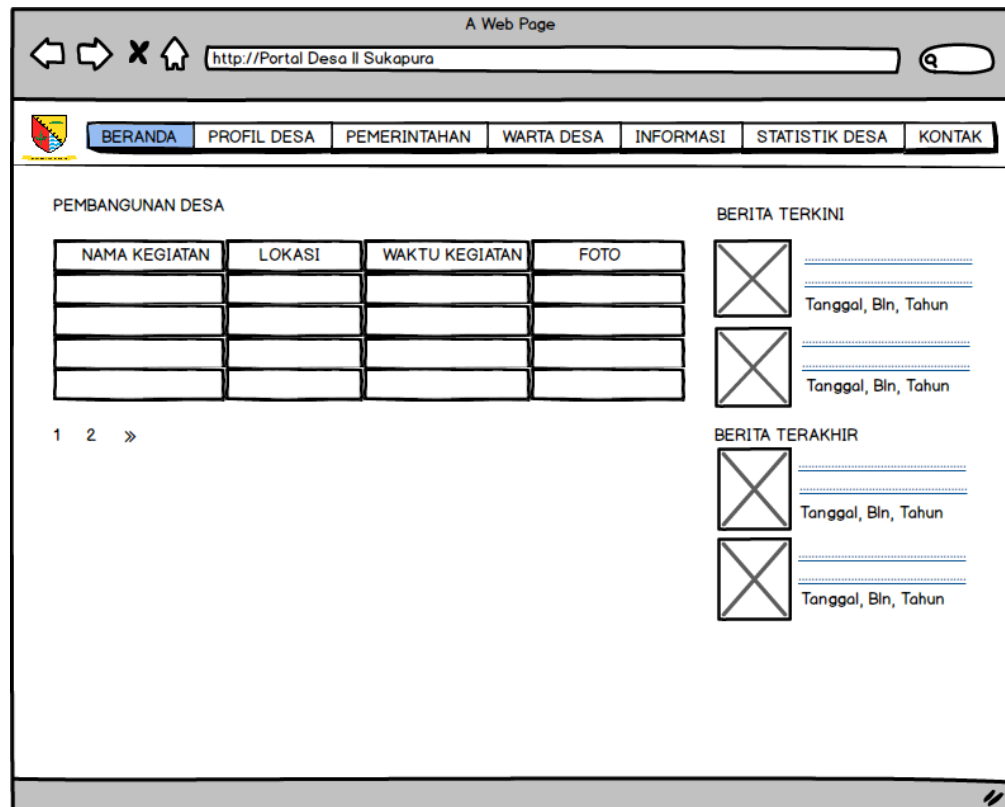 A Web Page
http://Portal Desa II Sukapura
BERANDA PROFIL DESA PEMERINTAHAN WARTA DESA INFORMASI STATISTIK DESA KONTAK
PEMBANGUNAN DESA
NAMA KEGIATAN LOKASI WAKTU KEGIATAN FOTO
1 2 »
BERITA TERKINI
Tanggal, Bln, Tahun
Tanggal, Bln, Tahun
BERITA TERAKHIR
Tanggal, Bln, Tahun
Tanggal, Bln, Tahun